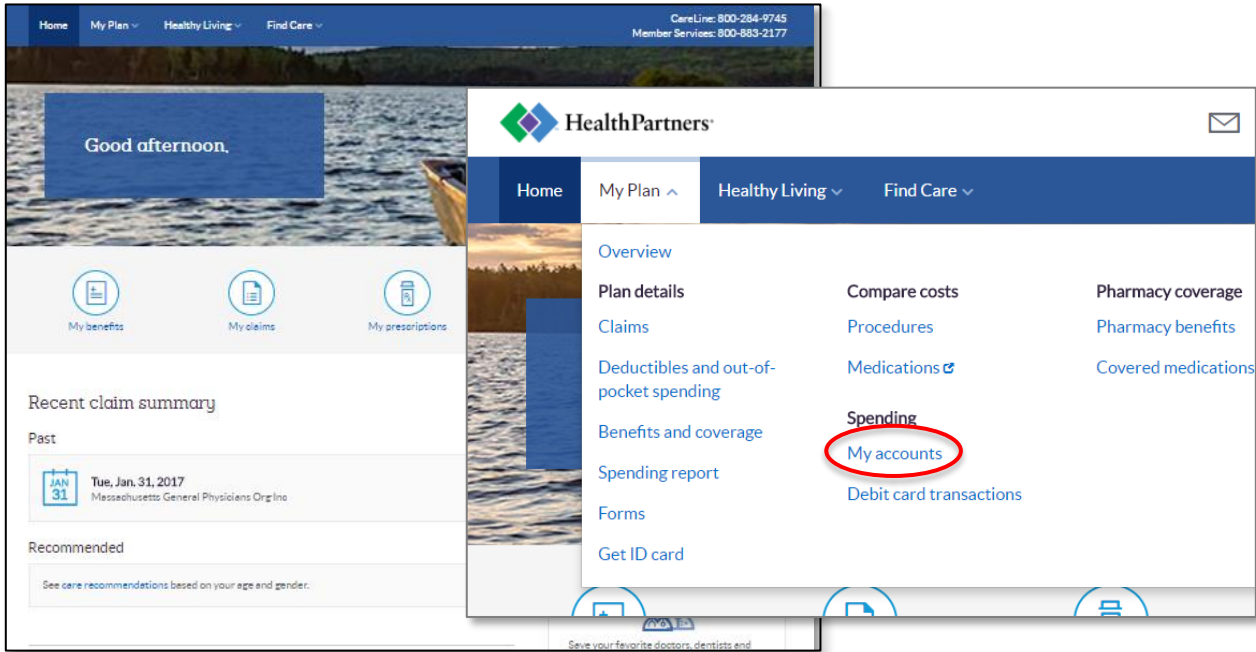 Home My Plan Healthy Living Find Care
CareLine: 800-284-9745
Member Services: 800-883-2177
Good afternoon,
My benefits
My claims
My prescriptions
Recent claim summary
Past
JAN
31
Tue, Jan. 31, 2017
Massachusetts General Physicians Org Inc
Recommended
See care recommendations based on your age and gender.
Save your favorite doctors, dentists and
HealthPartners
Home My Plan Healthy Living Find Care
Overview
Plan details
Claims
Deductibles and out-of-
pocket spending
Benefits and coverage
Spending report
Forms
Get ID card
Compare costs
Procedures
Medications
Spending
My accounts
Debit card transactions
Pharmacy coverage
Pharmacy benefits
Covered medications